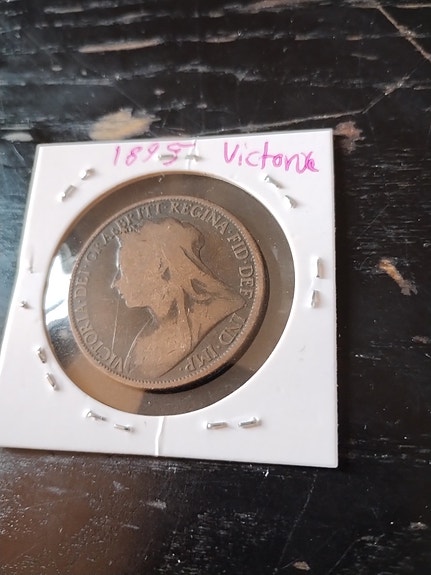 1895 Victoria
VICTORIA·DEI·GRA·BRITT·REGINA·FID·DEF·IND·IMP·